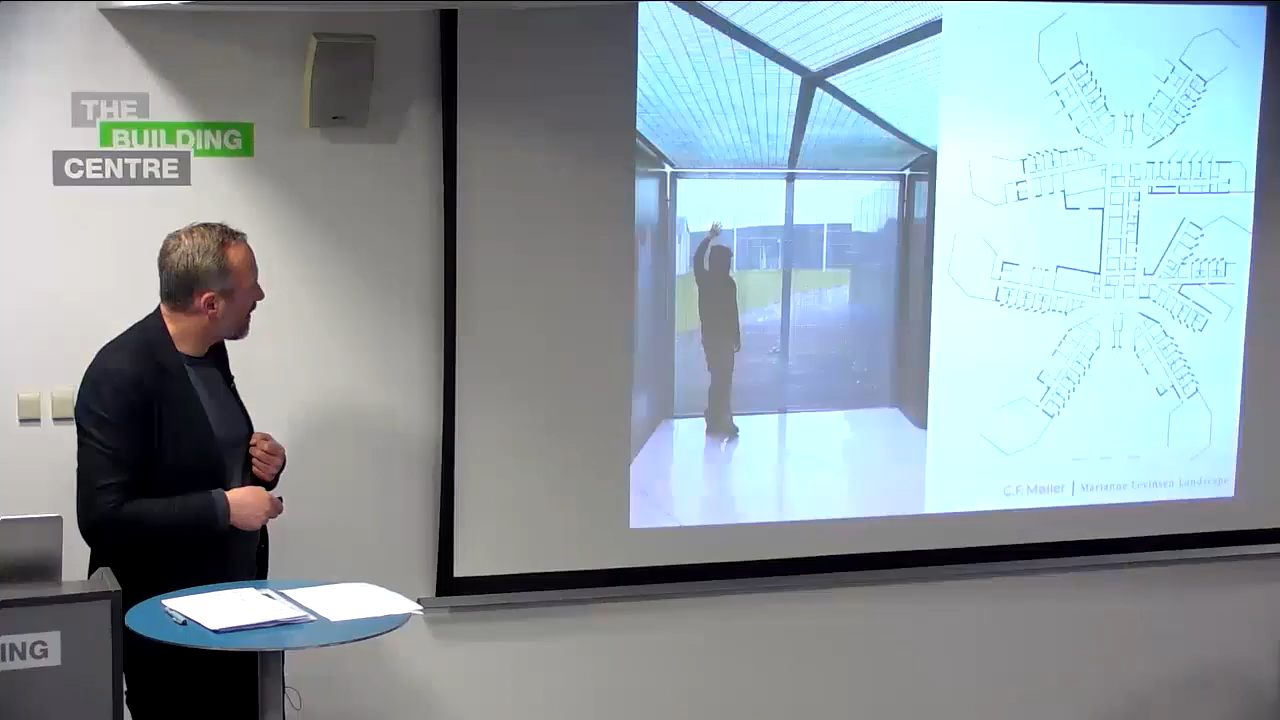 THE
BUILDING
CENTRE
C.F. Møller | Marianne Levinsen Landscape
ING